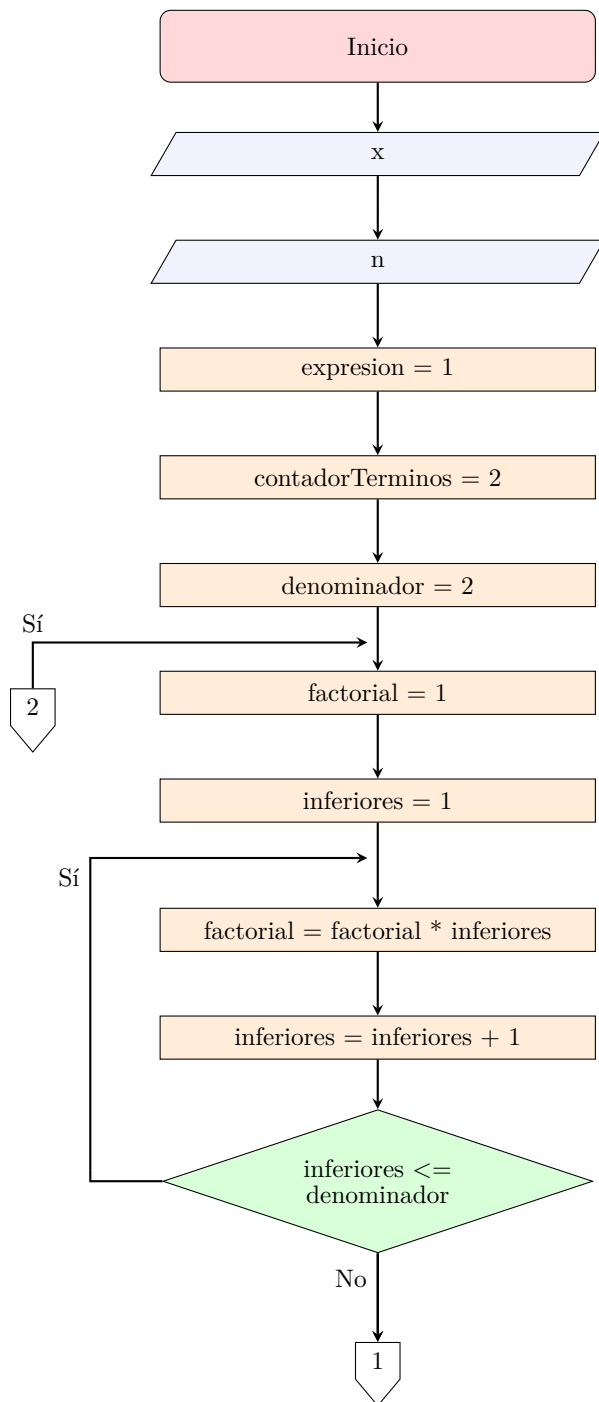 Inicio
x
n
expresion = 1
contadorTerminos = 2
denominador = 2
Sí
2
factorial = 1
inferiores = 1
Sí
factorial = factorial * inferiores
inferiores = inferiores + 1
inferiores <=
denominador
No
1